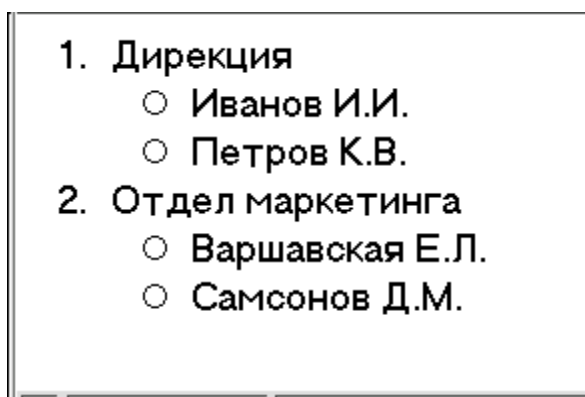 1. Дирекция
○ Иванов И.И.
○ Петров К.В.
2. Отдел маркетинга
○ Варшавская Е.Л.
○ Самсонов Д.М.